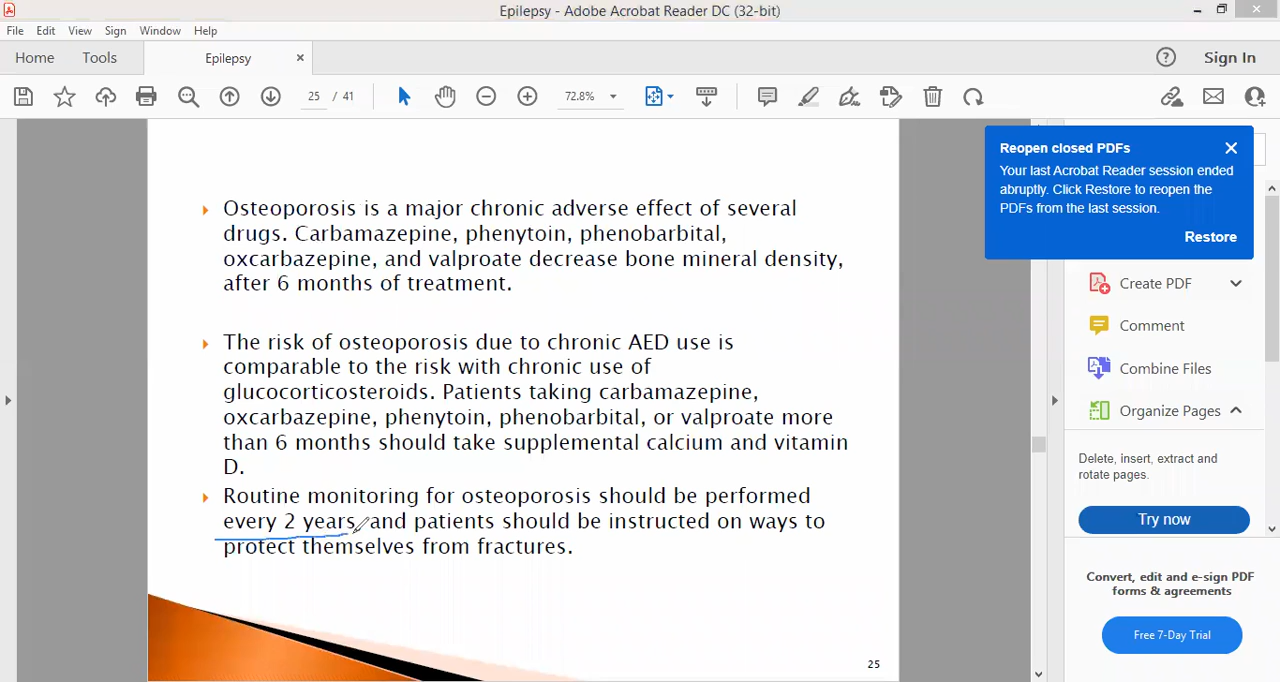 Epilepsy - Adobe Acrobat Reader DC (32-bit)
File Edit View Sign Window Help
Home Tools Epilepsy × Sign In
25 / 41 72.8%
Reopen closed PDFs
Your last Acrobat Reader session ended
abruptly. Click Restore to reopen the
PDFs from the last session.
Restore
Osteoporosis is a major chronic adverse effect of several
drugs. Carbamazepine, phenytoin, phenobarbital,
oxcarbazepine, and valproate decrease bone mineral density,
after 6 months of treatment.
The risk of osteoporosis due to chronic AED use is
comparable to the risk with chronic use of
glucocorticosteroids. Patients taking carbamazepine,
oxcarbazepine, phenytoin, phenobarbital, or valproate more
than 6 months should take supplemental calcium and vitamin
D.
Routine monitoring for osteoporosis should be performed
every 2 years and patients should be instructed on ways to
protect themselves from fractures.
25
Create PDF
Comment
Combine Files
Organize Pages
Delete, insert, extract and
rotate pages.
Try now
Convert, edit and e-sign PDF
forms & agreements
Free 7-Day Trial